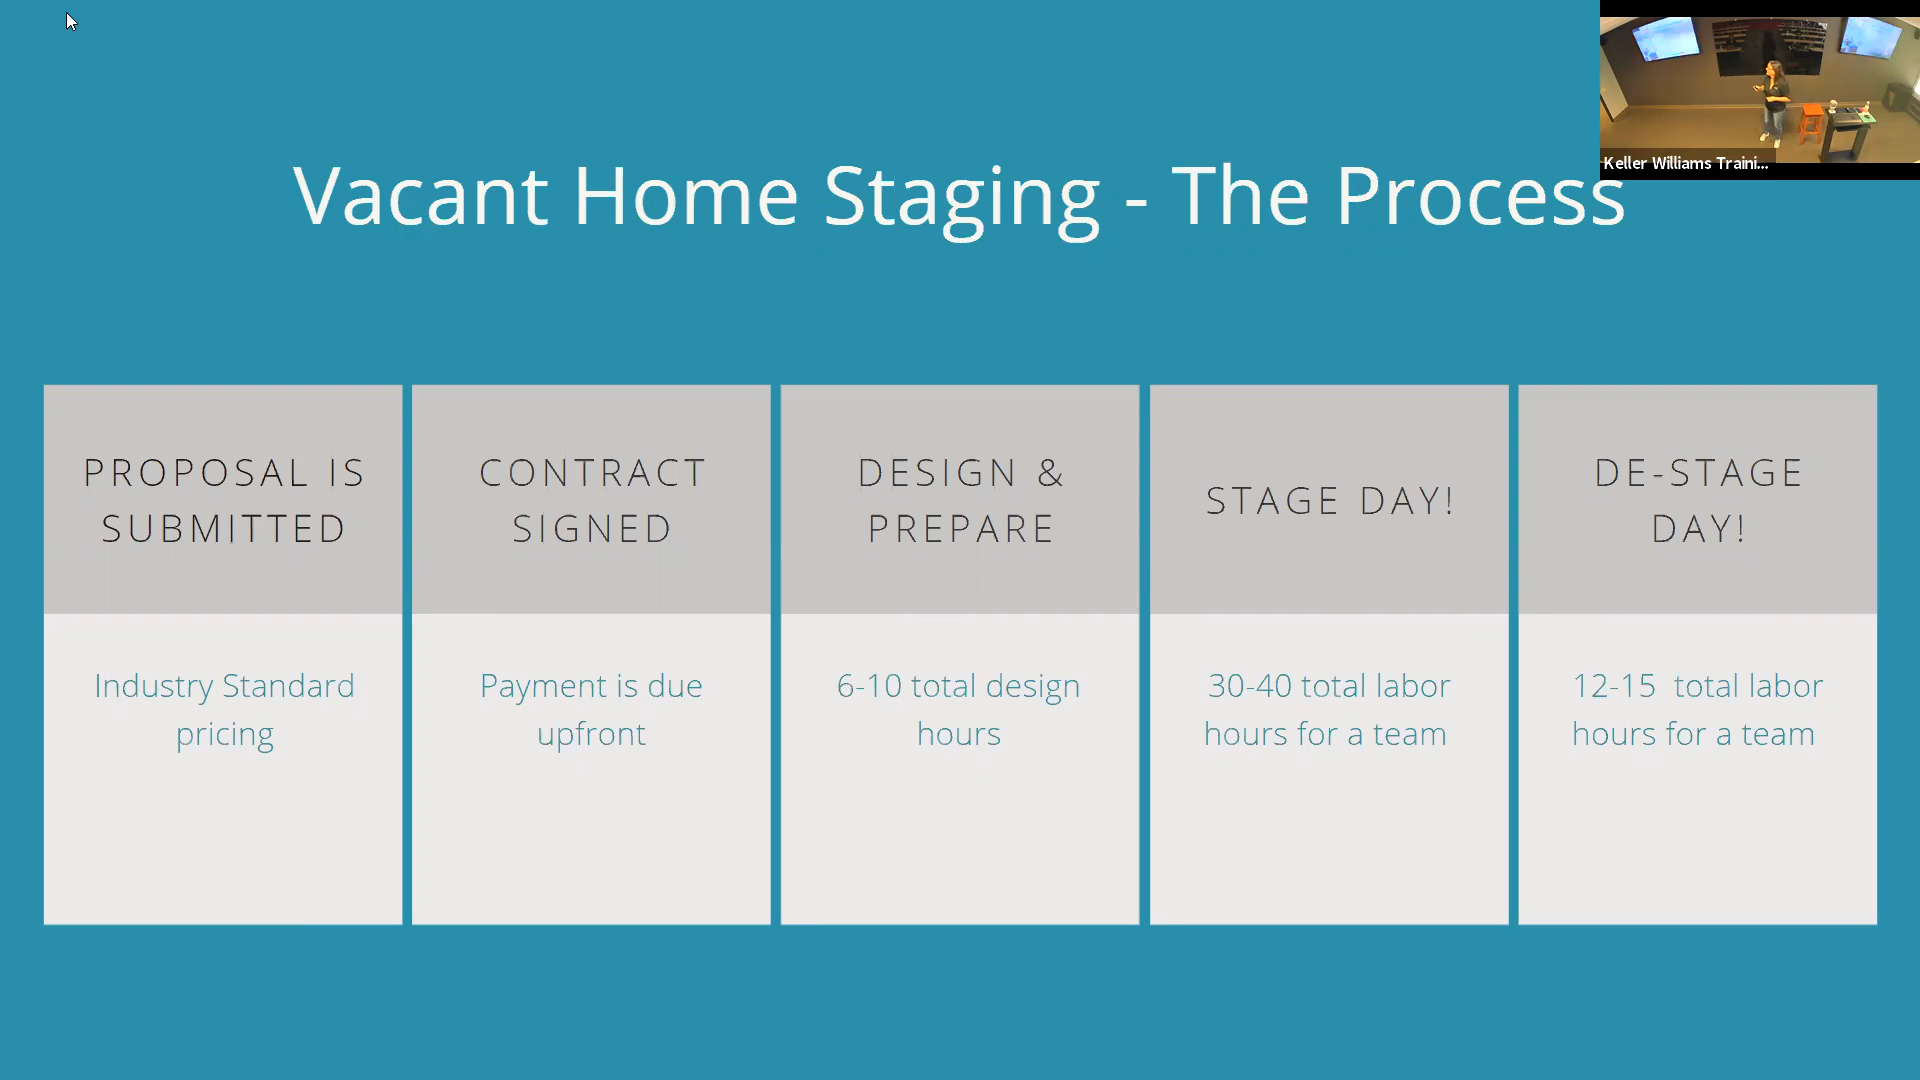 Keller Williams Traini...
Vacant Home Staging - The Process
PROPOSAL IS
SUBMITTED
Industry Standard
pricing
CONTRACT
SIGNED
Payment is due
upfront
DESIGN &
PREPARE
6-10 total design
hours
STAGE DAY!
30-40 total labor
hours for a team
DE-STAGE
DAY!
12-15 total labor
hours for a team